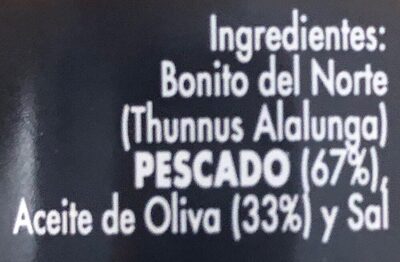 Ingredientes:
Bonito del Norte
(Thunnus Alalunga)
PESCADO (67%),
Aceite de Oliva (33%) y Sal